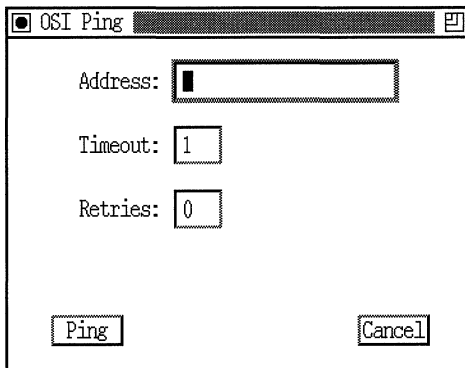 OSI Ping
Address:
Timeout: 1
Retries: 0
Ping Cancel